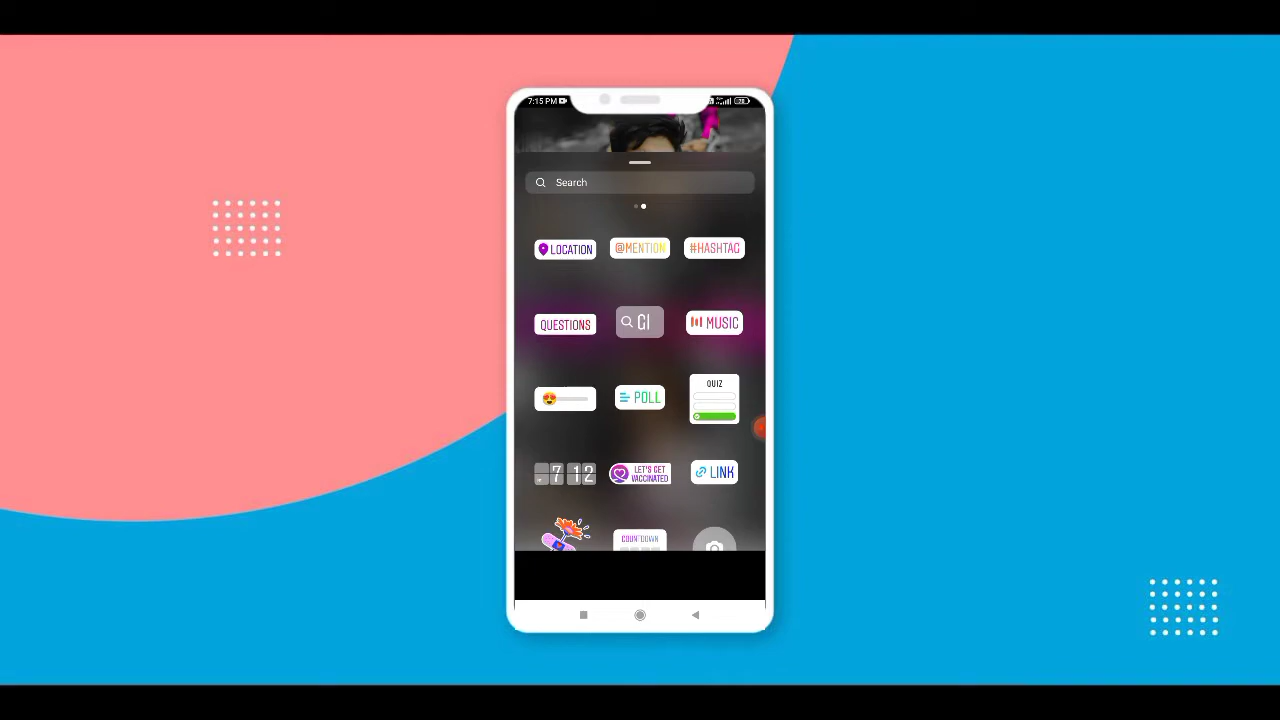 7:15 PM
Search
LOCATION @MENTION #HASHTAG
QUESTIONS GI MUSIC
POLL QUIZ
7 12 LET'S GET VACCINATED LINK
COUNTDOWN